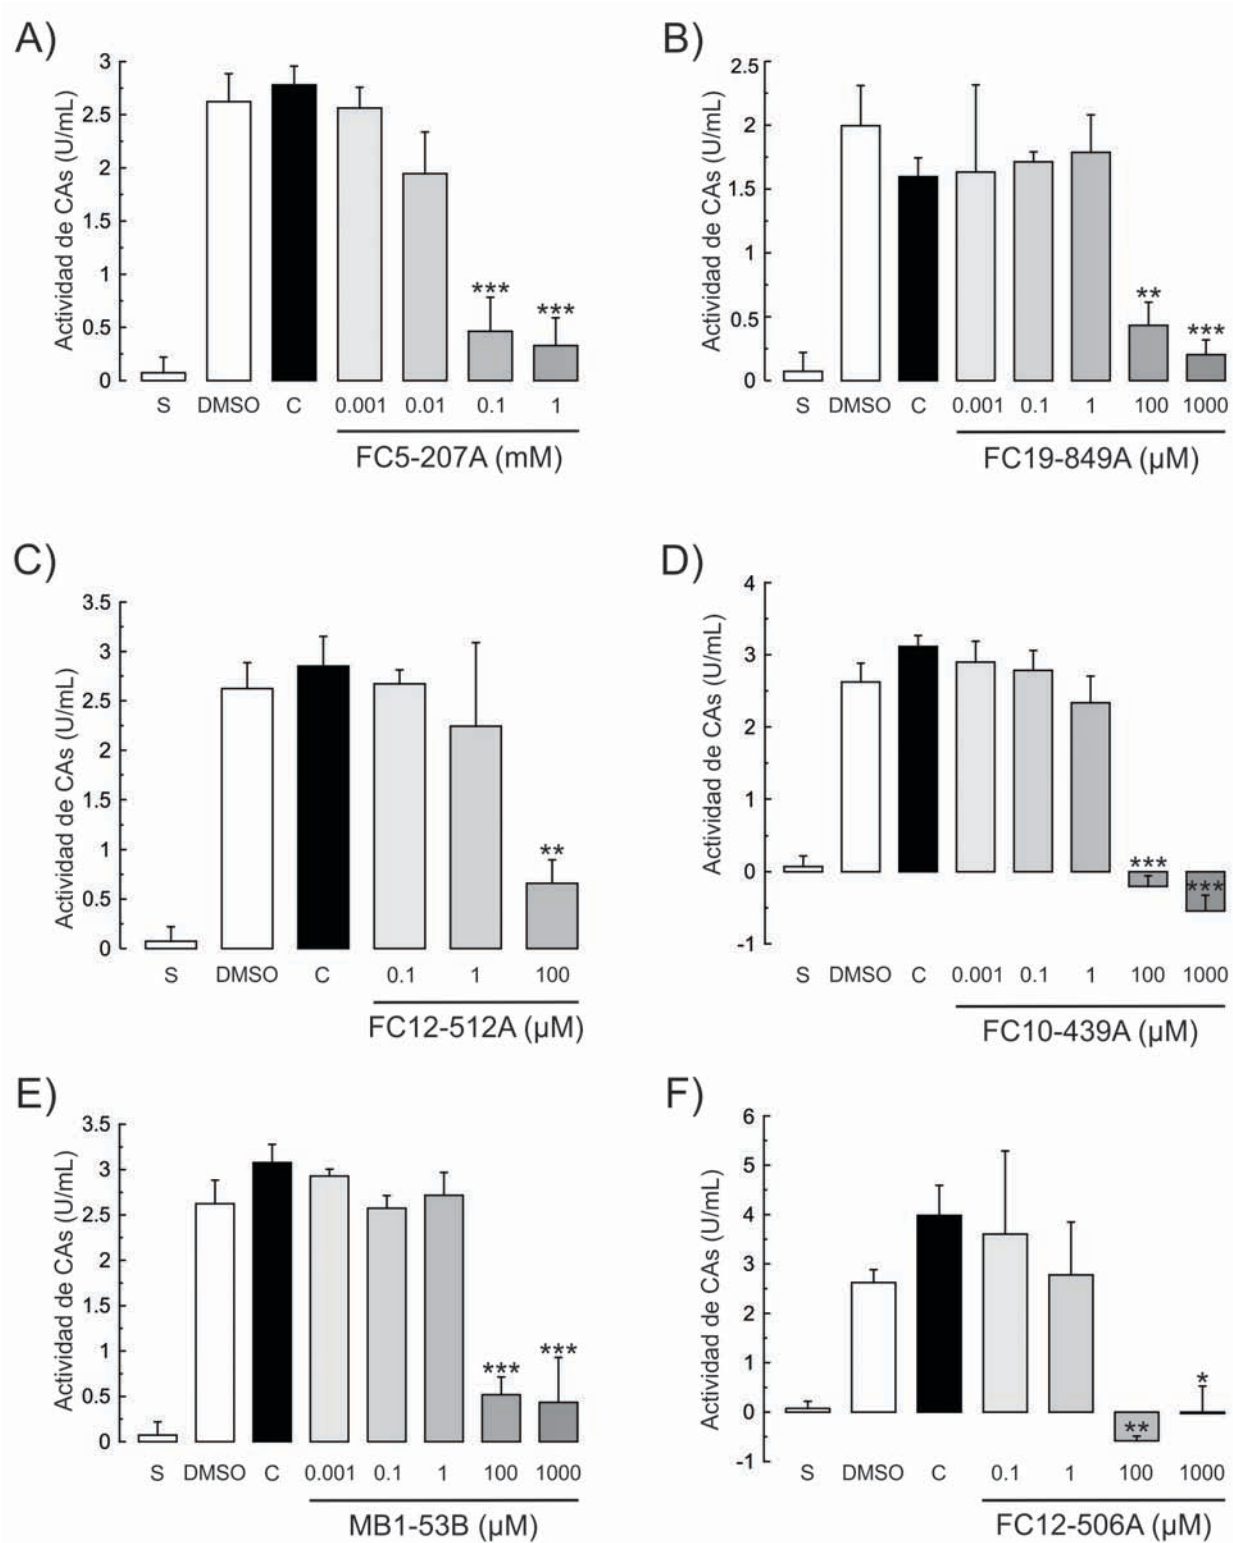 A)
Actividad de CAs (U/mL)
3
2.5
2
1.5
1
0.5
0
*** ***
S DMSO C 0.001 0.01 0.1 1
FC5-207A (mM)
B)
Actividad de CAs (U/mL)
2.5
2
1.5
1
0.5
0
** ***
S DMSO C 0.001 0.1 1 100 1000
FC19-849A (µM)
C)
Actividad de CAs (U/mL)
3.5
3
2.5
2
1.5
1
0.5
0
**
S DMSO C 0.1 1 100
FC12-512A (µM)
D)
Actividad de CAs (U/mL)
4
3
2
1
0
-1
*** ***
S DMSO C 0.001 0.1 1 100 1000
FC10-439A (µM)
E)
Actividad de CAs (U/mL)
3.5
3
2.5
2
1.5
1
0.5
0
*** ***
S DMSO C 0.001 0.1 1 100 1000
MB1-53B (µM)
F)
Actividad de CAs (U/mL)
6
5
4
3
2
1
0
-1
** *
S DMSO C 0.1 1 100 1000
FC12-506A (µM)